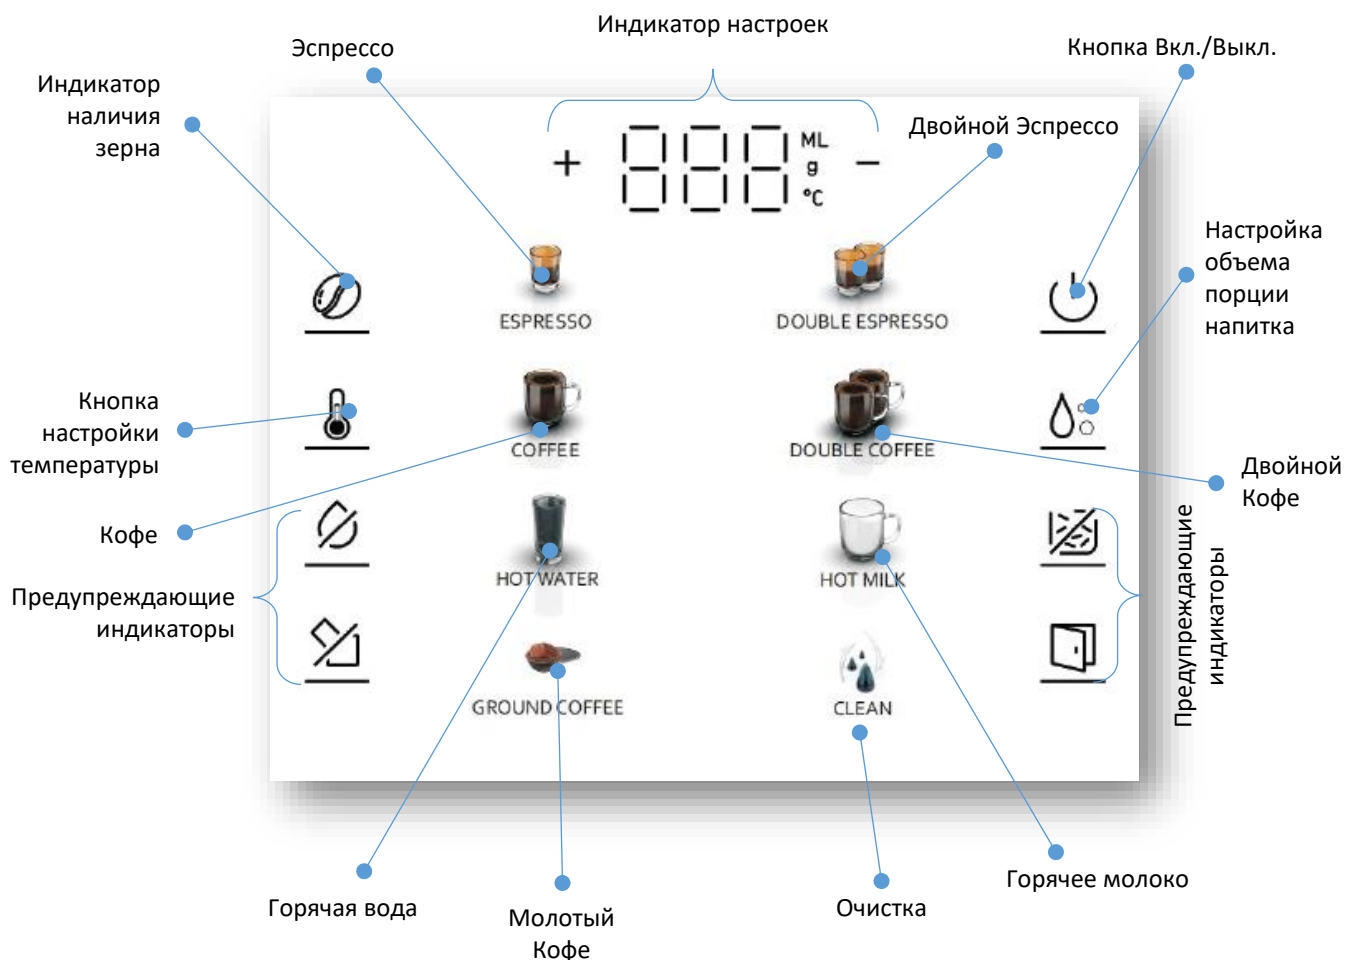 Индикатор настроек
Эспрессо
Кнопка Вкл./Выкл.
Индикатор
наличия
зерна
Двойной Эспрессо
+ 888 ML
g
°C −
Настройка
объема
порции
напитка
ESPRESSO
DOUBLE ESPRESSO
Кнопка
настройки
температуры
COFFEE
DOUBLE COFFEE
Двойной
Кофе
Кофе
HOT WATER
HOT MILK
Предупреждающие
индикаторы
Предупреждающие
индикаторы
GROUND COFFEE
CLEAN
Горячее молоко
Горячая вода
Молотый
Кофе
Очистка